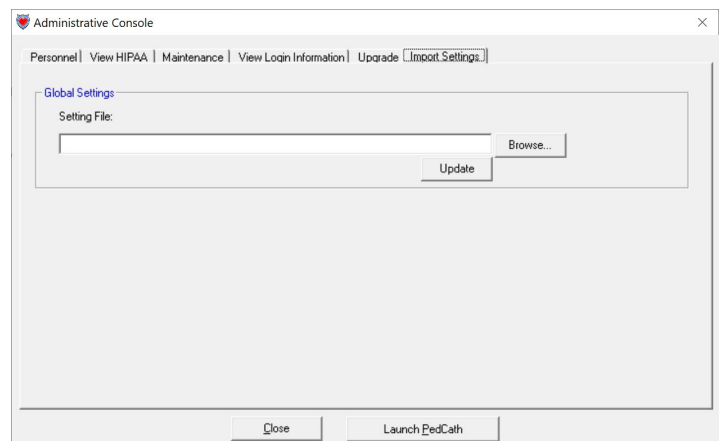 Administrative Console
Personnel View HIPAA Maintenance View Login Information Upgrade Import Settings
Global Settings
Setting File:
Browse...
Update
Close Launch PedCath